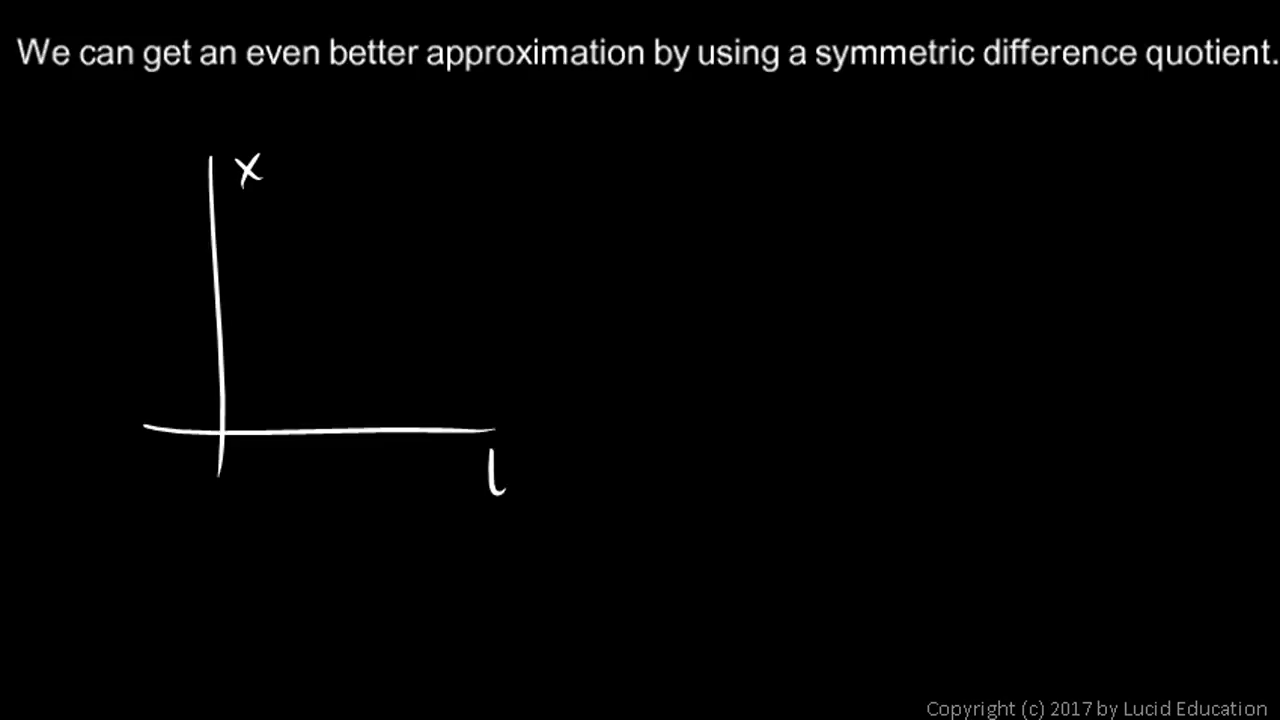 We can get an even better approximation by using a symmetric difference quotient.
x
Copyright (c) 2017 by Lucid Education